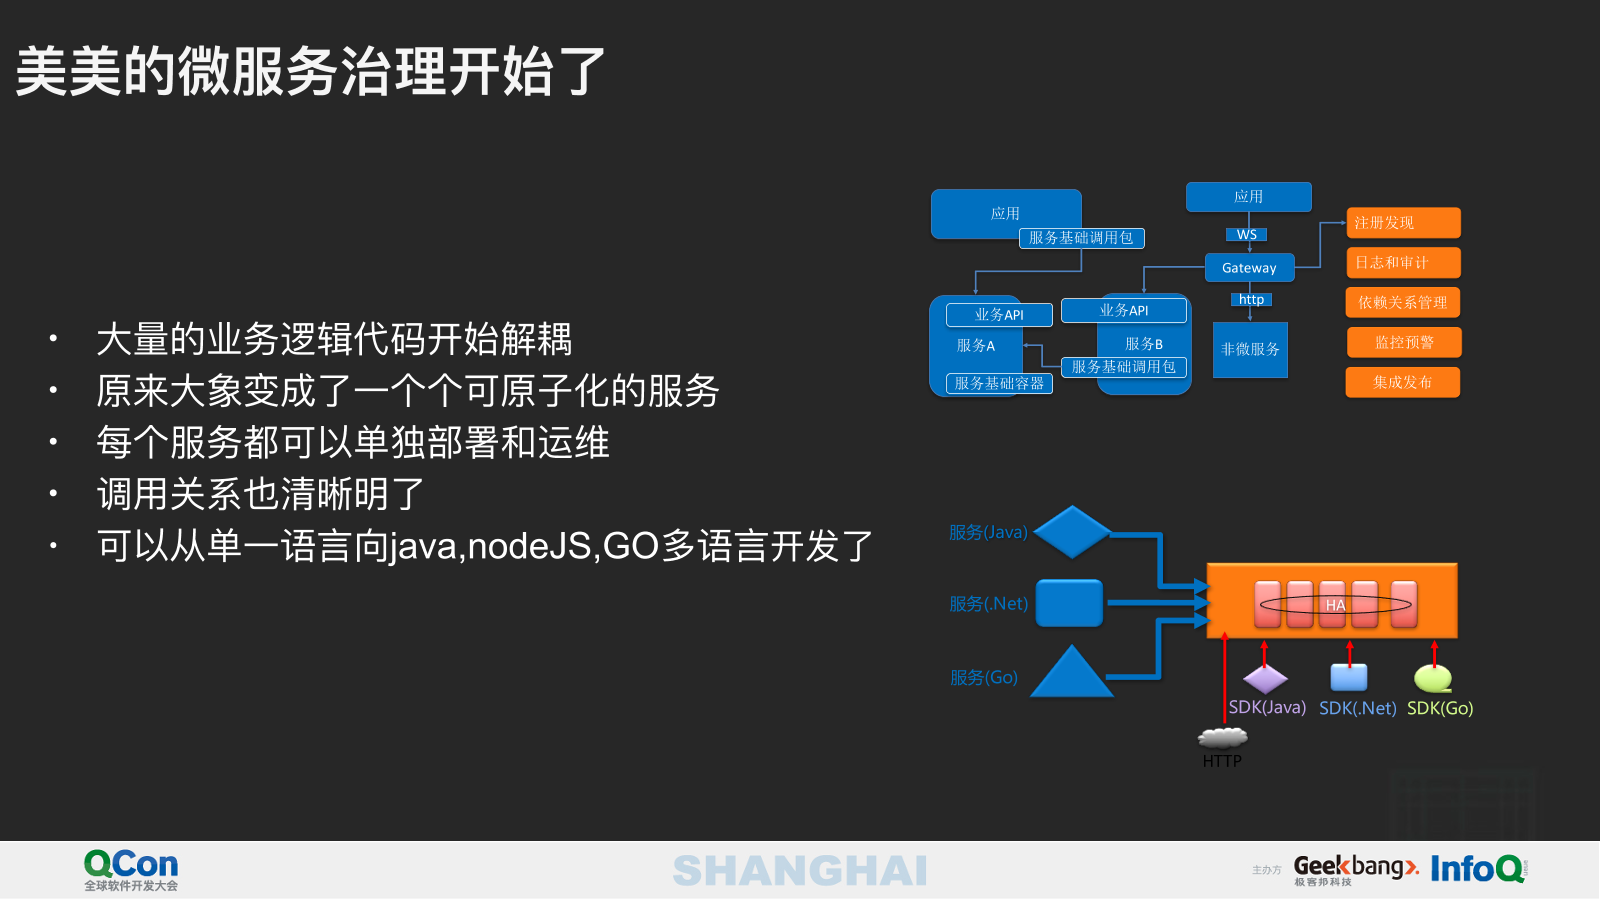 美美的微服务治理开始了
• 大量的业务逻辑代码开始解耦
• 原来大象变成了一个个可原子化的服务
• 每个服务都可以单独部署和运维
• 调用关系也清晰明了
• 可以从单一语言向java,nodeJS,GO多语言开发了
应用
服务基础调用包
业务API
服务A
服务基础容器
业务API
服务B
服务基础调用包
应用
WS
Gateway
http
非微服务
注册发现
日志和审计
依赖关系管理
监控预警
集成发布
服务(Java)
服务(.Net)
服务(Go)
HA
SDK(Java)
SDK(.Net)
SDK(Go)
HTTP
QCon
全球软件开发大会
SHANGHAI
主办方
Geekbang>.
极客邦科技
InfoQ